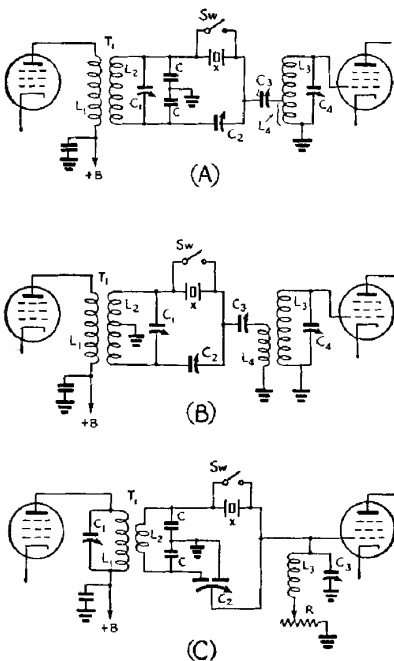 Sw
T₁
L₂
C
X
C₃
L₃
L₁
C₁
C
C₂
L₄
C₄
+B
(A)
Sw
T₁
L₂
X
C₃
L₃
L₁
C₁
C₂
L₄
C₄
+B
(B)
Sw
T₁
C₁
C
X
L₁
L₂
C
C₂
L₃
C₃
R
+B
(C)